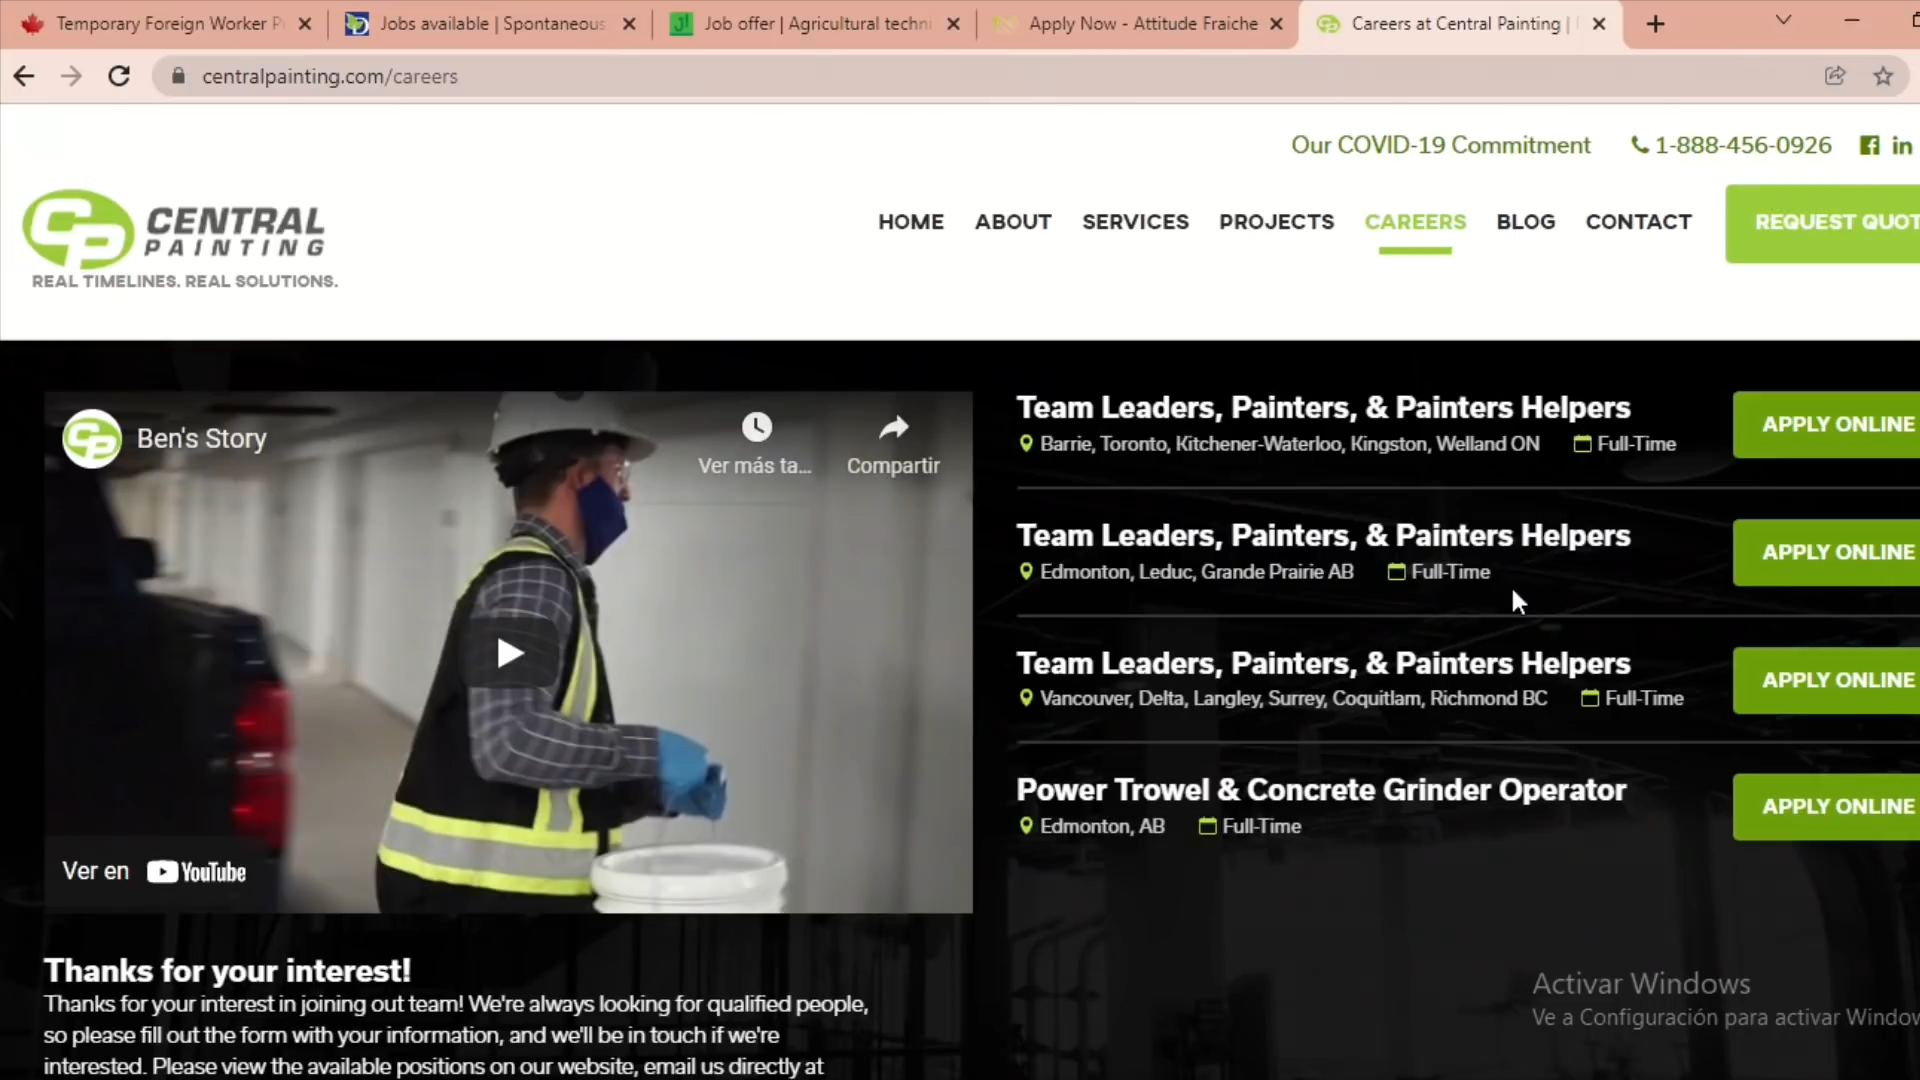 Temporary Foreign Worker P
Jobs available | Spontaneous
Job offer | Agricultural techni
Apply Now - Attitude Fraiche
Careers at Central Painting |
centralpainting.com/careers
Our COVID-19 Commitment
1-888-456-0926
CP CENTRAL
PAINTING
REAL TIMELINES. REAL SOLUTIONS.
HOME ABOUT SERVICES PROJECTS CAREERS BLOG CONTACT
REQUEST QUOT
CP Ben's Story
Ver más ta...
Compartir
Ver en YouTube
Team Leaders, Painters, & Painters Helpers
Barrie, Toronto, Kitchener-Waterloo, Kingston, Welland ON Full-Time
APPLY ONLINE
Team Leaders, Painters, & Painters Helpers
Edmonton, Leduc, Grande Prairie AB Full-Time
APPLY ONLINE
Team Leaders, Painters, & Painters Helpers
Vancouver, Delta, Langley, Surrey, Coquitlam, Richmond BC Full-Time
APPLY ONLINE
Power Trowel & Concrete Grinder Operator
Edmonton, AB Full-Time
APPLY ONLINE
Thanks for your interest!
Thanks for your interest in joining out team! We're always looking for qualified people,
so please fill out the form with your information, and we'll be in touch if we're
interested. Please view the available positions on our website, email us directly at
Activar Windows
Ve a Configuración para activar Window